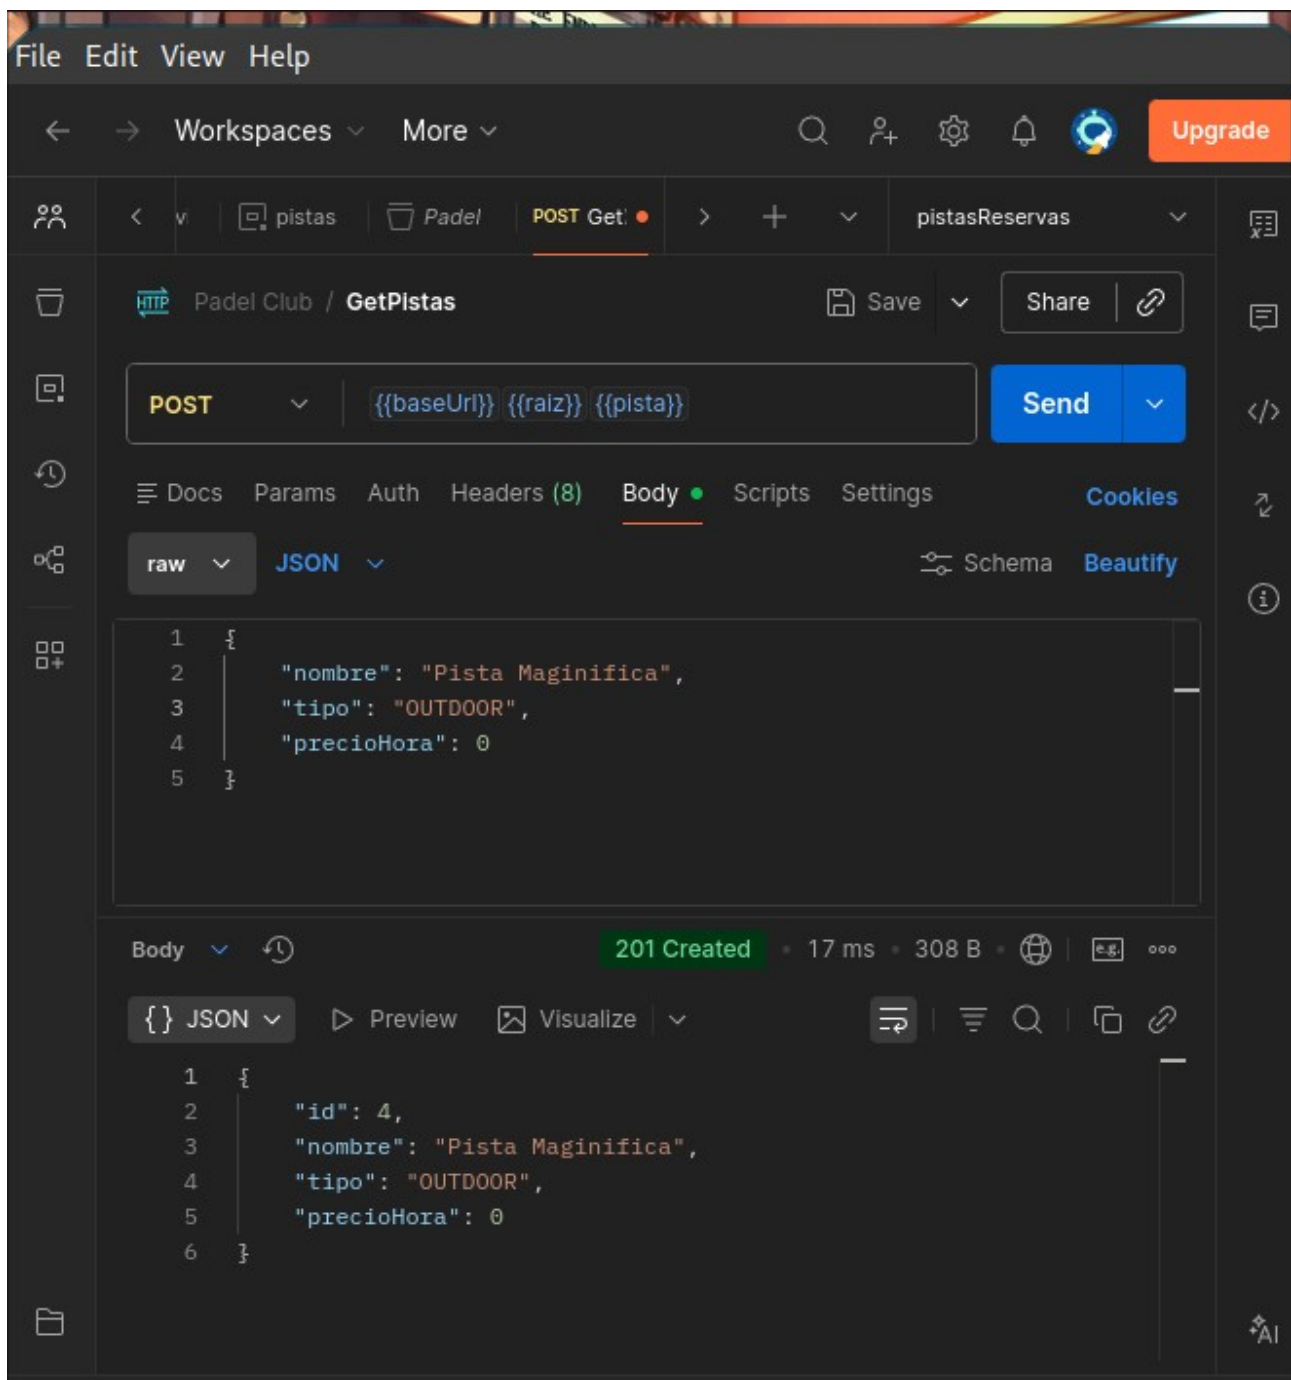 File Edit View Help
Workspaces More Upgrade
pistas Padel POST Get pistasReservas
HTTP Padel Club / GetPistas Save Share
POST {{baseUrl}} {{raiz}} {{pista}} Send
Docs Params Auth Headers (8) Body Scripts Settings Cookies
raw JSON Schema Beautify
1 {
2 "nombre": "Pista Maginifica",
3 "tipo": "OUTDOOR",
4 "precioHora": 0
5 }
Body 201 Created 17 ms 308 B e.g.
{} JSON Preview Visualize
1 {
2 "id": 4,
3 "nombre": "Pista Maginifica",
4 "tipo": "OUTDOOR",
5 "precioHora": 0
6 }
AI